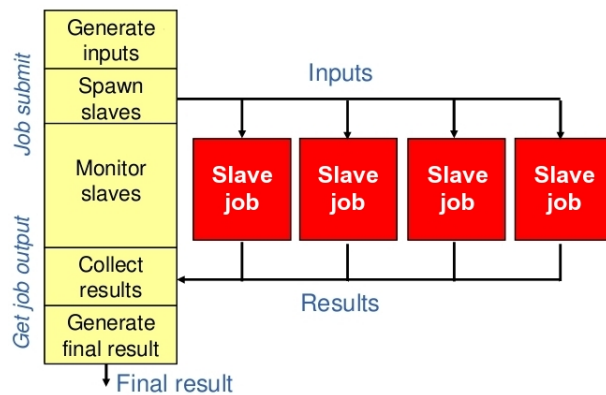 Generate
inputs
Spawn
slaves
Monitor
slaves
Collect
results
Generate
final result
Job submit
Get job output
Inputs
Slave
job
Slave
job
Slave
job
Slave
job
Results
Final result